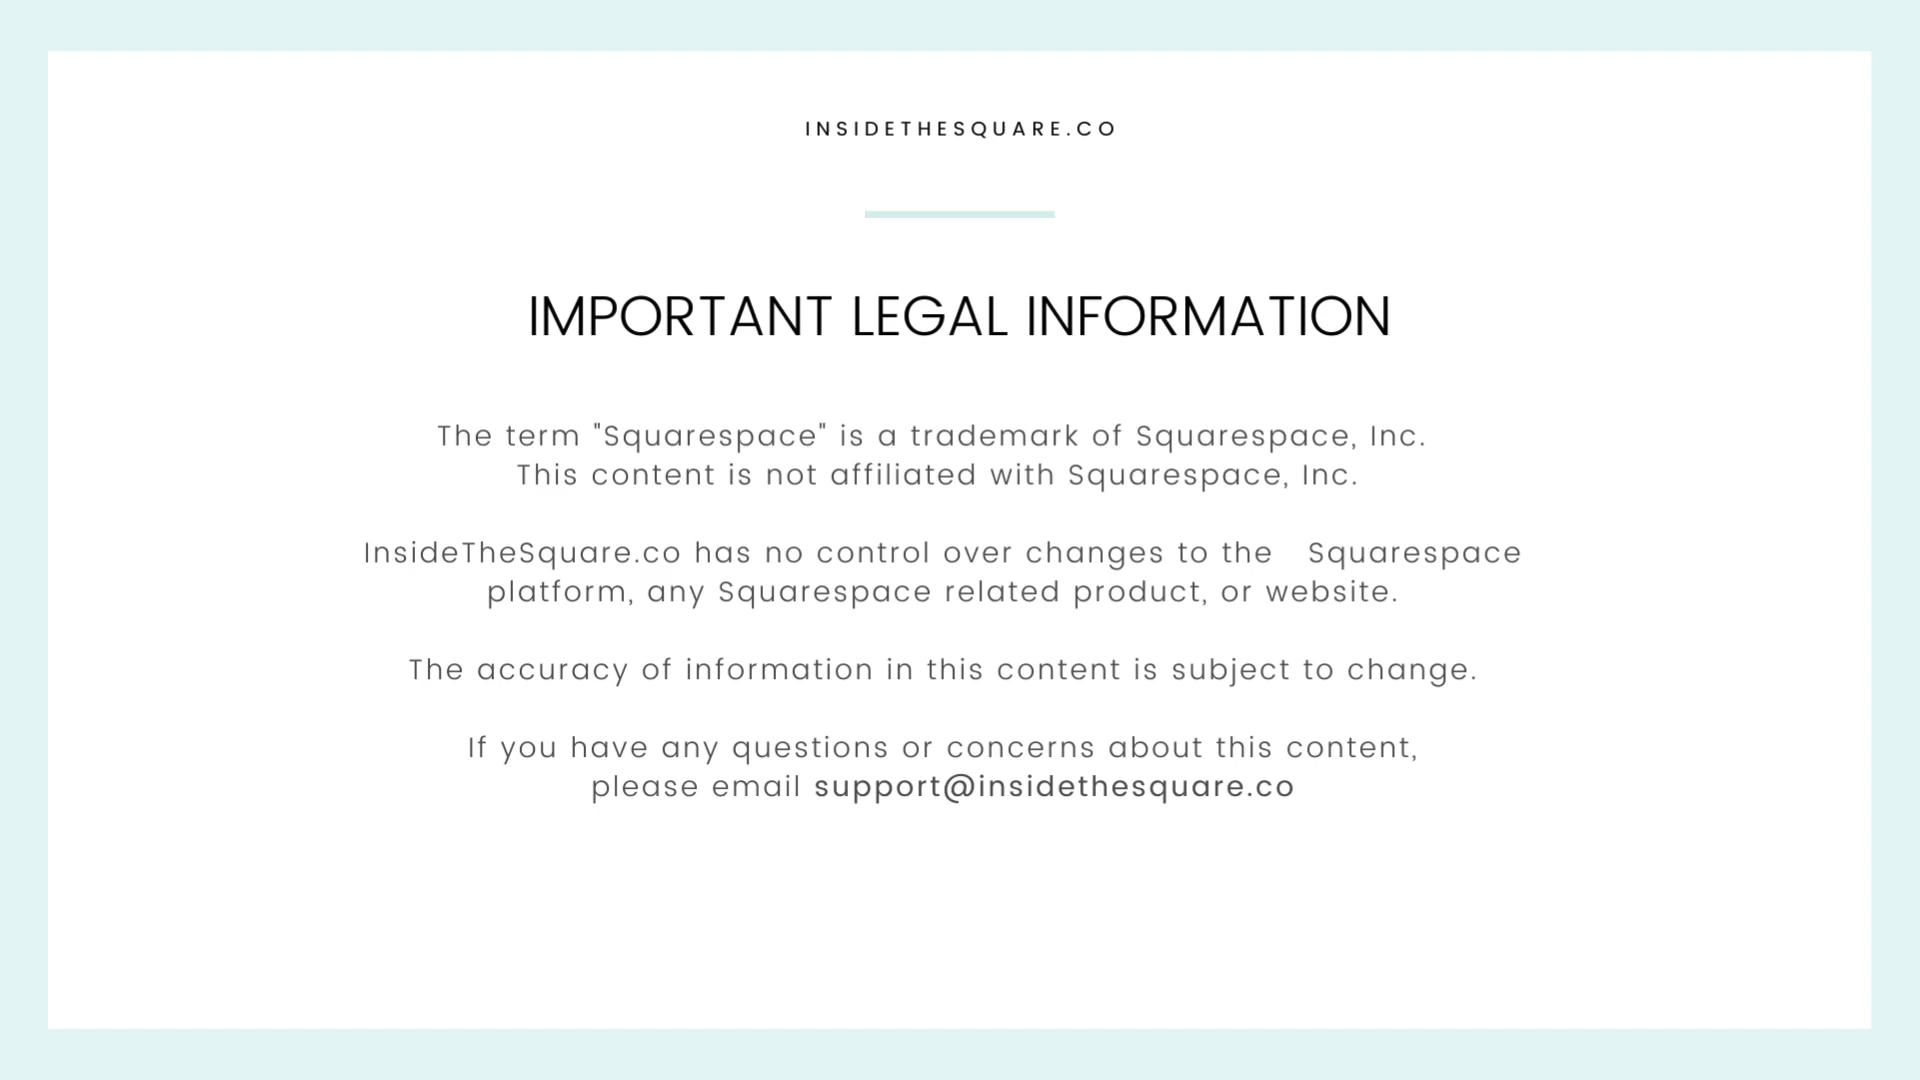 INSIDETHESQUARE.CO
IMPORTANT LEGAL INFORMATION
The term "Squarespace" is a trademark of Squarespace, Inc.
This content is not affiliated with Squarespace, Inc.
InsideTheSquare.co has no control over changes to the Squarespace
platform, any Squarespace related product, or website.
The accuracy of information in this content is subject to change.
If you have any questions or concerns about this content,
please email support@insidethesquare.co